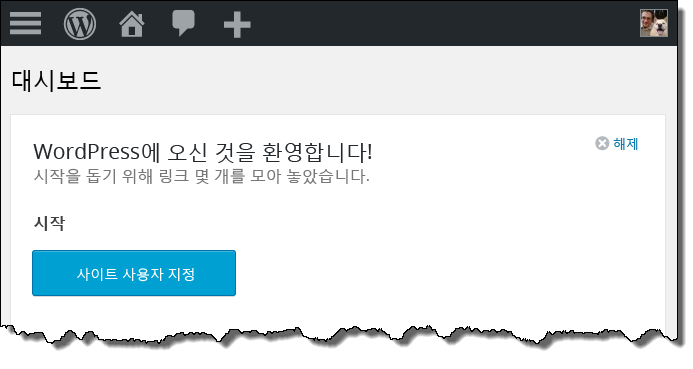 대시보드
WordPress에 오신 것을 환영합니다!
해제
시작을 돕기 위해 링크 몇 개를 모아 놓았습니다.
시작
사이트 사용자 지정